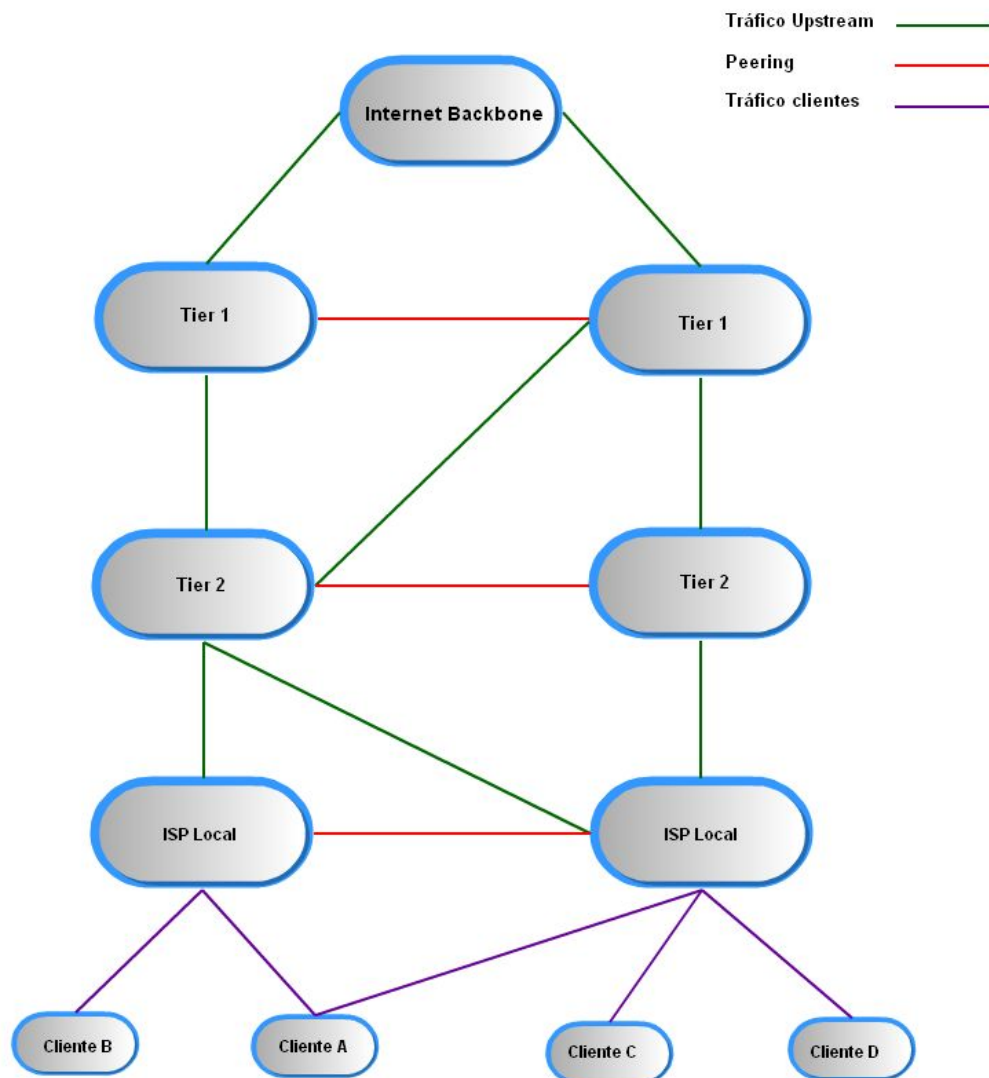 Tráfico Upstream
Peering
Tráfico clientes
Internet Backbone
Tier 1
Tier 1
Tier 2
Tier 2
ISP Local
ISP Local
Cliente B
Cliente A
Cliente C
Cliente D